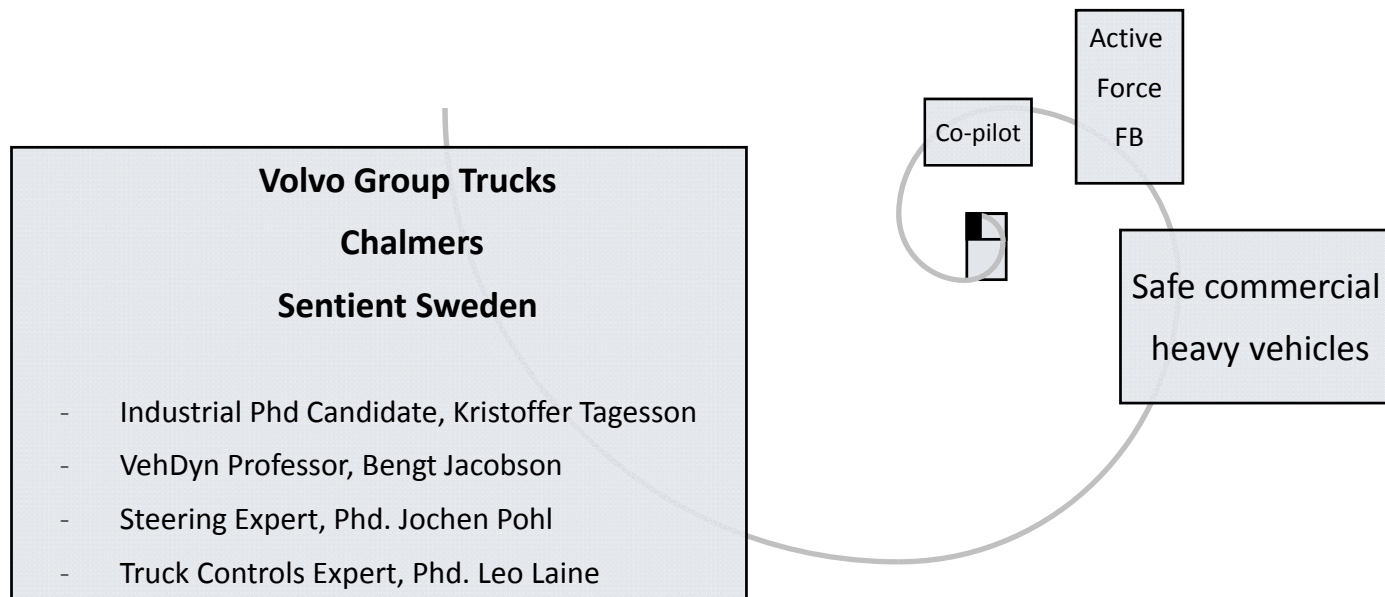 Active
Force
FB
Co-pilot
Volvo Group Trucks
Chalmers
Sentient Sweden
Safe commercial
heavy vehicles
- Industrial Phd Candidate, Kristoffer Tagesson
- VehDyn Professor, Bengt Jacobson
- Steering Expert, Phd. Jochen Pohl
- Truck Controls Expert, Phd. Leo Laine